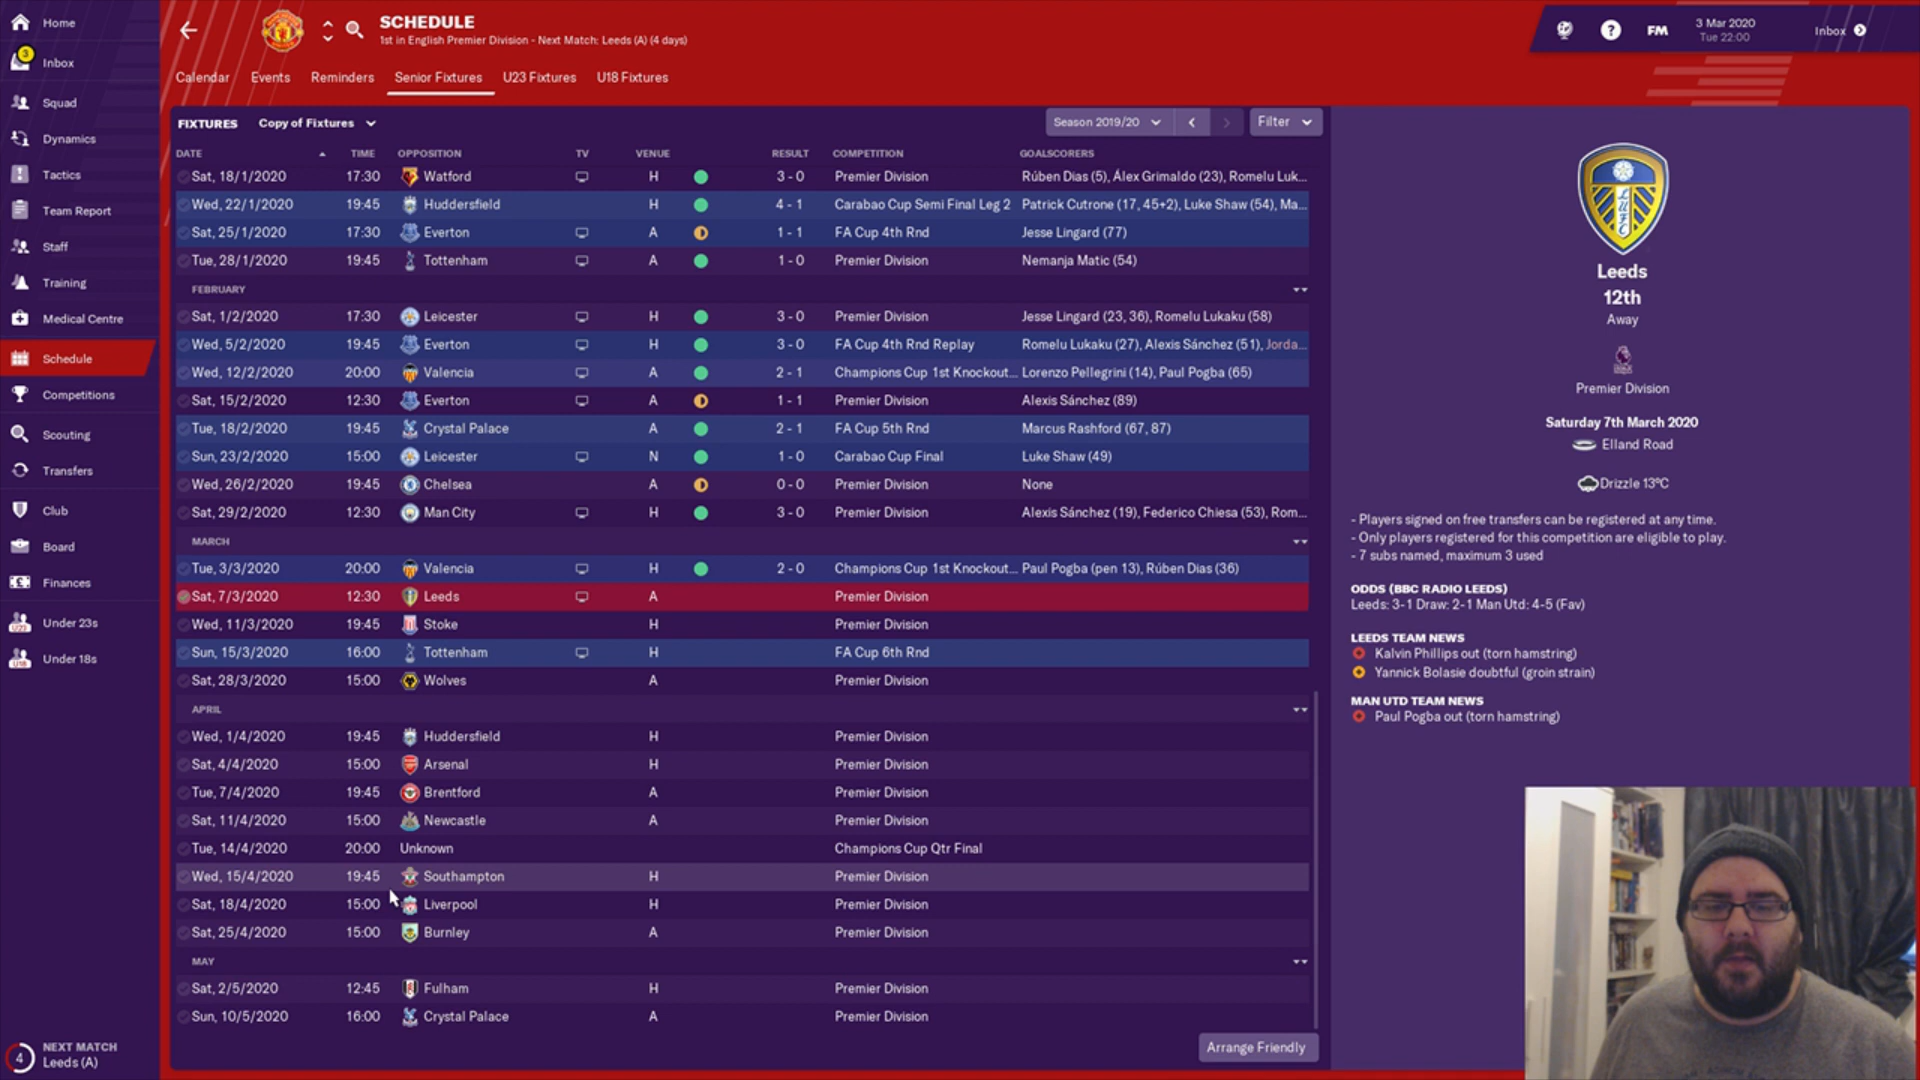 Home
3
Inbox
Squad
Dynamics
Tactics
Team Report
Staff
Training
Medical Centre
Schedule
Competitions
Scouting
Transfers
Club
Board
Finances
Under 23s
Under 18s
4 NEXT MATCH
Leeds (A)
SCHEDULE
1st in English Premier Division - Next Match: Leeds (A) (4 days)
? FM 3 Mar 2020 Inbox
Tue 22:00
Calendar Events Reminders Senior Fixtures U23 Fixtures U18 Fixtures
FIXTURES Copy of Fixtures Season 2019/20 Filter
DATE TIME OPPOSITION TV VENUE RESULT COMPETITION GOALSCORERS
Sat, 18/1/2020 17:30 Watford H 3 - 0 Premier Division Rúben Dias (5), Álex Grimaldo (23), Romelu Luk...
Wed, 22/1/2020 19:45 Huddersfield H 4 - 1 Carabao Cup Semi Final Leg 2 Patrick Cutrone (17, 45+2), Luke Shaw (54), Ma...
Sat, 25/1/2020 17:30 Everton A 1 - 1 FA Cup 4th Rnd Jesse Lingard (77)
Tue, 28/1/2020 19:45 Tottenham A 1 - 0 Premier Division Nemanja Matic (54)
FEBRUARY
Sat, 1/2/2020 17:30 Leicester H 3 - 0 Premier Division Jesse Lingard (23, 36), Romelu Lukaku (58)
Wed, 5/2/2020 19:45 Everton H 3 - 0 FA Cup 4th Rnd Replay Romelu Lukaku (27), Alexis Sánchez (51), Jorda...
Wed, 12/2/2020 20:00 Valencia A 2 - 1 Champions Cup 1st Knockout... Lorenzo Pellegrini (14), Paul Pogba (65)
Sat, 15/2/2020 12:30 Everton A 1 - 1 Premier Division Alexis Sánchez (89)
Tue, 18/2/2020 19:45 Crystal Palace A 2 - 1 FA Cup 5th Rnd Marcus Rashford (67, 87)
Sun, 23/2/2020 15:00 Leicester N 1 - 0 Carabao Cup Final Luke Shaw (49)
Wed, 26/2/2020 19:45 Chelsea A 0 - 0 Premier Division None
Sat, 29/2/2020 12:30 Man City H 3 - 0 Premier Division Alexis Sánchez (19), Federico Chiesa (53), Rom...
MARCH
Tue, 3/3/2020 20:00 Valencia H 2 - 0 Champions Cup 1st Knockout... Paul Pogba (pen 13), Rúben Dias (36)
Sat, 7/3/2020 12:30 Leeds A Premier Division
Wed, 11/3/2020 19:45 Stoke H Premier Division
Sun, 15/3/2020 16:00 Tottenham H FA Cup 6th Rnd
Sat, 28/3/2020 15:00 Wolves A Premier Division
APRIL
Wed, 1/4/2020 19:45 Huddersfield H Premier Division
Sat, 4/4/2020 15:00 Arsenal H Premier Division
Tue, 7/4/2020 19:45 Brentford A Premier Division
Sat, 11/4/2020 15:00 Newcastle A Premier Division
Tue, 14/4/2020 20:00 Unknown Champions Cup Qtr Final
Wed, 15/4/2020 19:45 Southampton H Premier Division
Sat, 18/4/2020 15:00 Liverpool H Premier Division
Sat, 25/4/2020 15:00 Burnley A Premier Division
MAY
Sat, 2/5/2020 12:45 Fulham H Premier Division
Sun, 10/5/2020 16:00 Crystal Palace A Premier Division
Arrange Friendly
LUFC
Leeds
12th
Away
Premier Division
Saturday 7th March 2020
Elland Road
Drizzle 13°C
- Players signed on free transfers can be registered at any time.
- Only players registered for this competition are eligible to play.
- 7 subs named, maximum 3 used
ODDS (BBC RADIO LEEDS)
Leeds: 3-1 Draw: 2-1 Man Utd: 4-5 (Fav)
LEEDS TEAM NEWS
Kalvin Phillips out (torn hamstring)
Yannick Bolasie doubtful (groin strain)
MAN UTD TEAM NEWS
Paul Pogba out (torn hamstring)